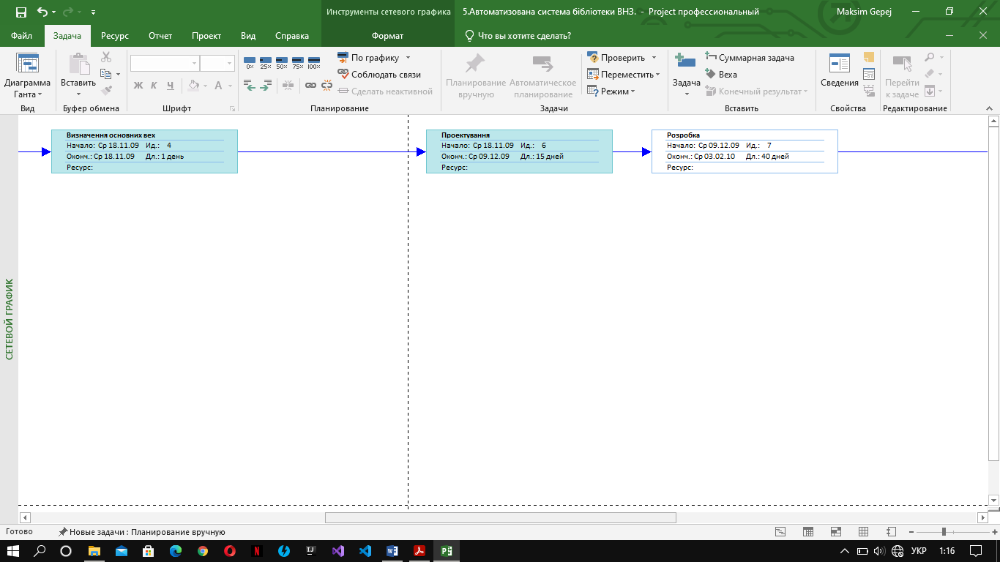 Инструменты сетевого графика
5.Автоматизована система бібліотеки ВНЗ. - Project профессиональный
Maksim Gepej
Файл Задача Ресурс Отчет Проект Вид Справка Формат Что вы хотите сделать?
Диаграмма Ганта
Вид
Вставить
Буфер обмена
Ж К Ч А
Шрифт
0% 25% 50% 75% 100%
По графику
Соблюдать связи
Сделать неактивной
Планирование
Планирование вручную
Автоматическое планирование
Проверить
Переместить
Режим
Задачи
Задача
Суммарная задача
Веха
Конечный результат
Вставить
Сведения
Свойства
Перейти к задаче
Редактирование
СЕТЕВОЙ ГРАФИК
Визначення основних вех
Начало: Ср 18.11.09 Ид.: 4
Оконч.: Ср 18.11.09 Дл.: 1 день
Ресурс:
Проектування
Начало: Ср 18.11.09 Ид.: 6
Оконч.: Ср 09.12.09 Дл.: 15 дней
Ресурс:
Розробка
Начало: Ср 09.12.09 Ид.: 7
Оконч.: Ср 03.02.10 Дл.: 40 дней
Ресурс:
Готово
Новые задачи : Планирование вручную
УКР
1:16